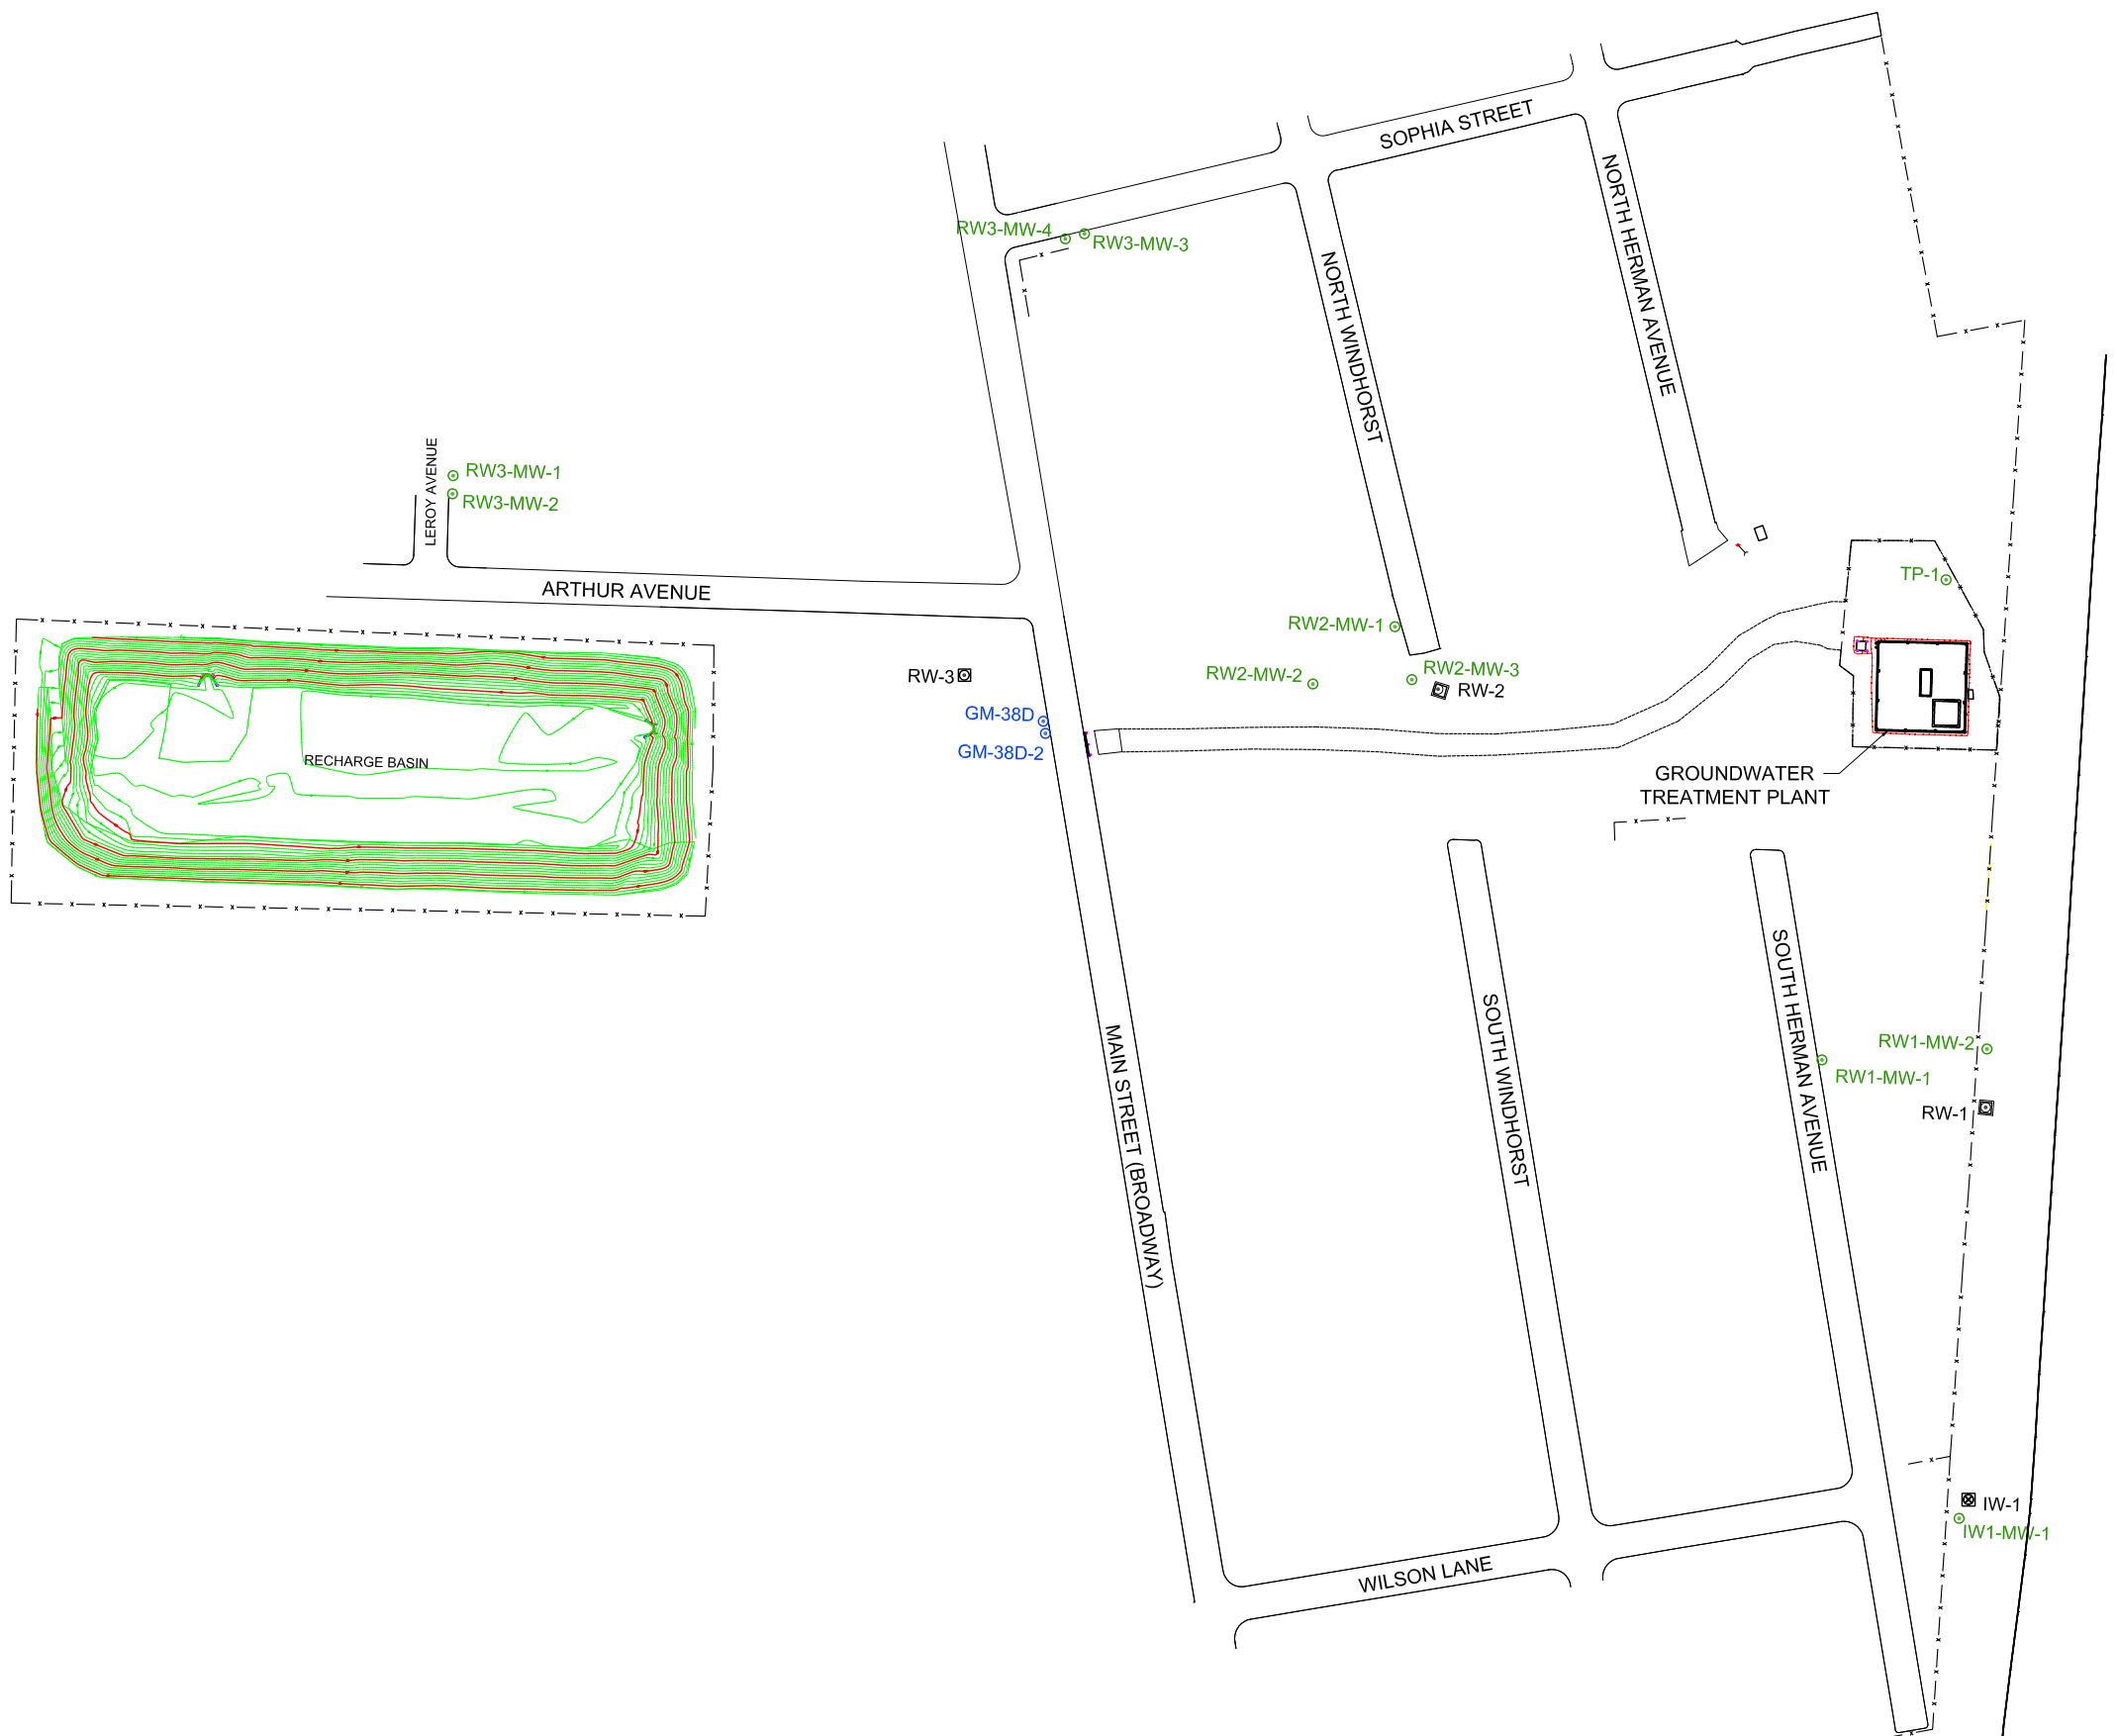 SOPHIA STREET
NORTH HERMAN AVENUE
RW3-MW-4
RW3-MW-3
NORTH WINDHORST
LEROY AVENUE
RW3-MW-1
RW3-MW-2
ARTHUR AVENUE
TP-1
RW2-MW-1
RW2-MW-2
RW2-MW-3
RW-3
RW-2
GM-38D
GM-38D-2
RECHARGE BASIN
GROUNDWATER
TREATMENT PLANT
SOUTH WINDHORST
SOUTH HERMAN AVENUE
MAIN STREET (BROADWAY)
RW1-MW-2
RW1-MW-1
RW-1
IW-1
IW1-MW-1
WILSON LANE